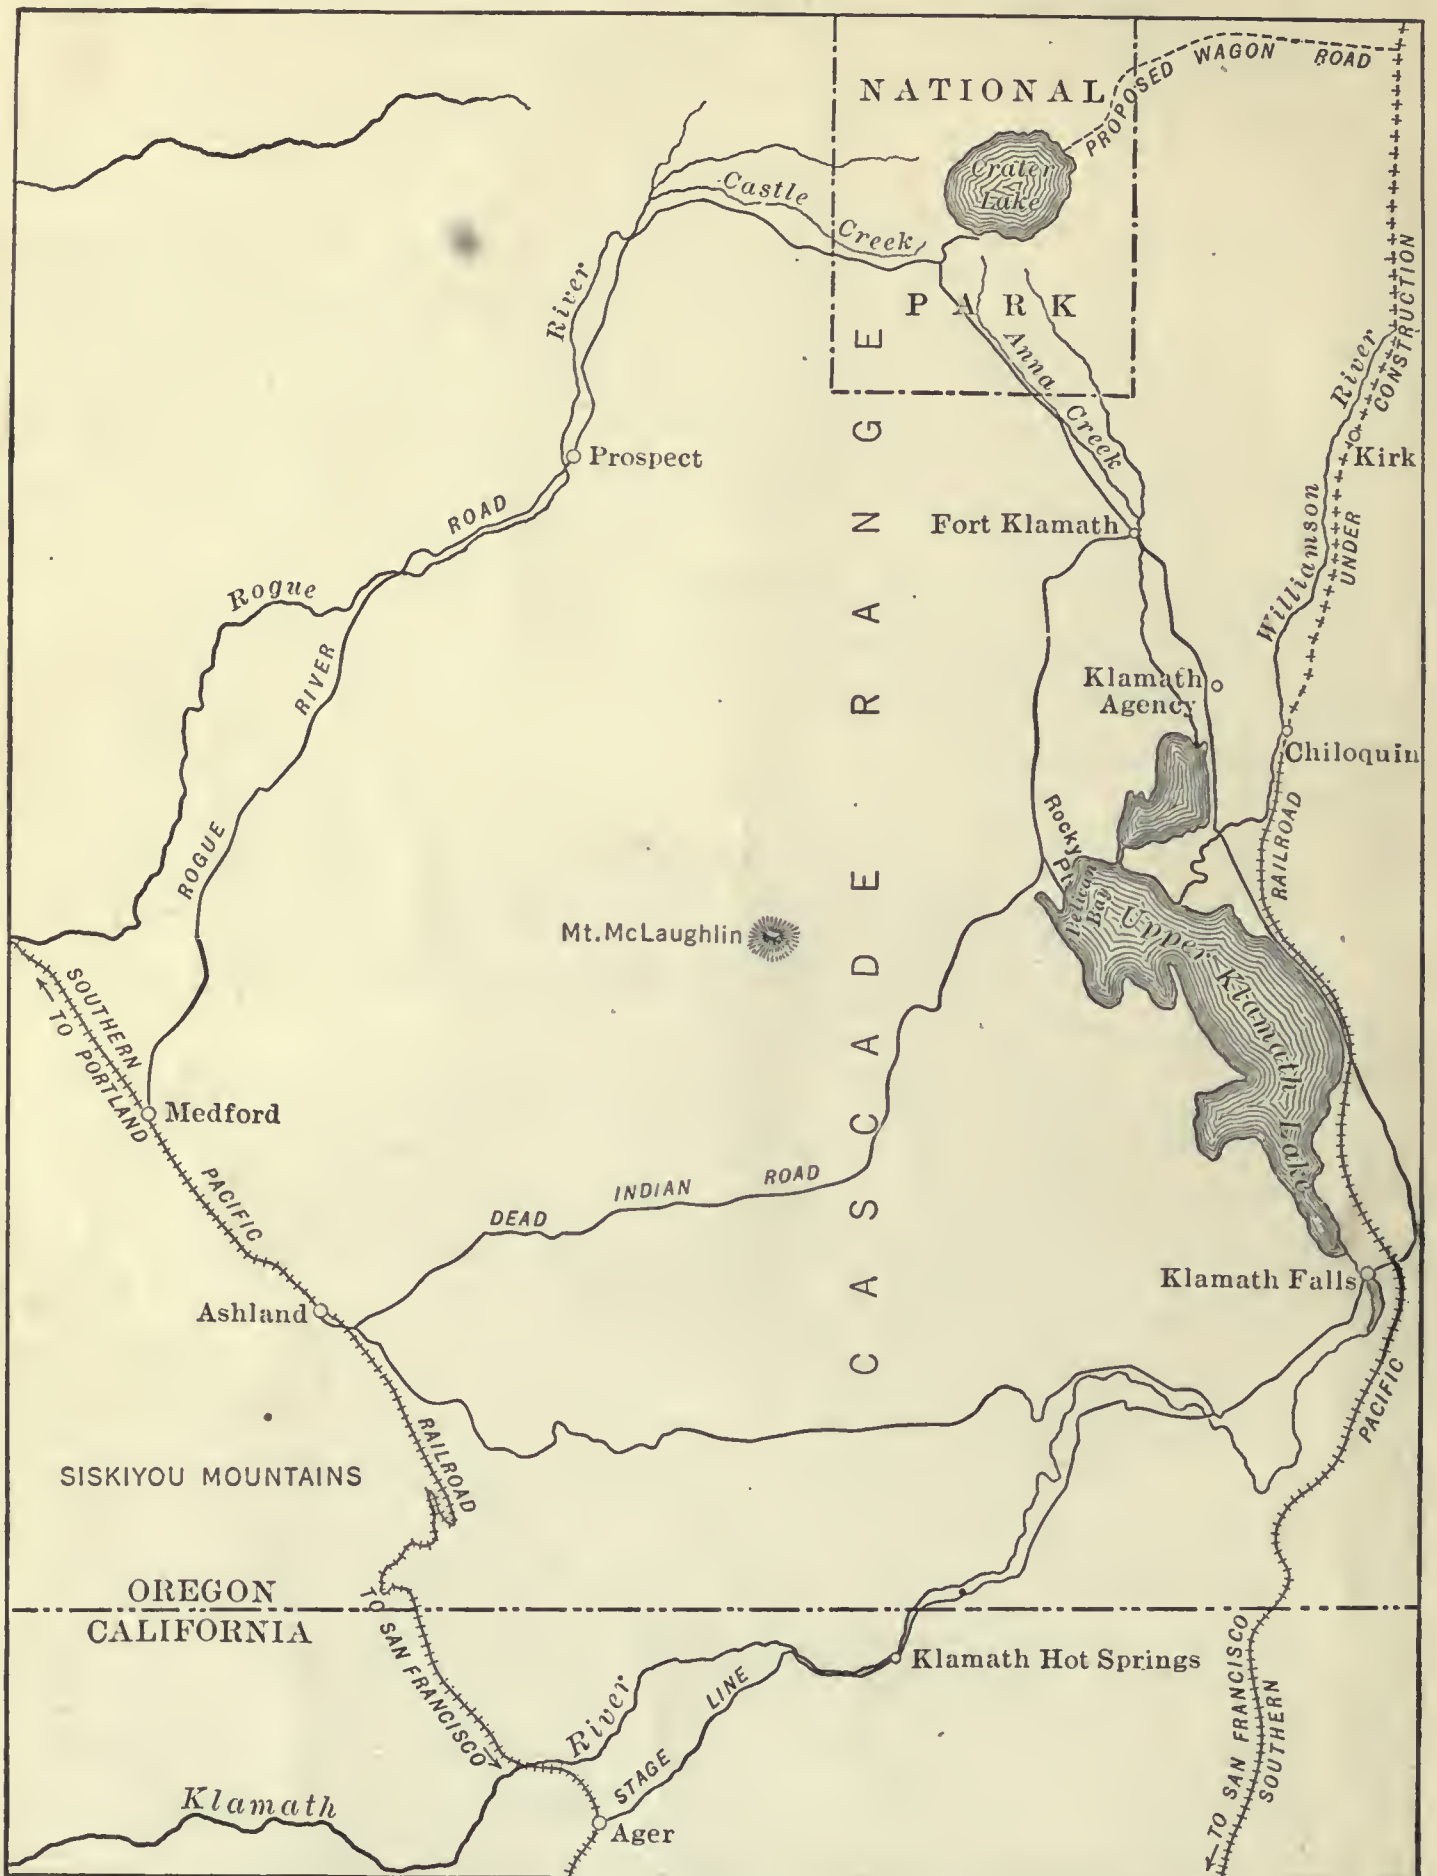 NATIONAL
PROPOSED WAGON ROAD
Crater
Lake
Castle
Creek
PARK
River
Anna
Creek
Williamson
River
UNDER CONSTRUCTION
Kirk
Prospect
ROAD
Fort Klamath
Rogue
RIVER
Klamath
Agency
Chiloquin
RAILROAD
Rocky
Pt.
Pelican
Bay
Upper Klamath Lake
ROGUE
Mt. McLaughlin
CASCADE RANGE
SOUTHERN
TO PORTLAND
Medford
PACIFIC
DEAD INDIAN ROAD
Klamath Falls
Ashland
PACIFIC
RAILROAD
SISKIYOU MOUNTAINS
OREGON
CALIFORNIA
TO SAN FRANCISCO
Klamath Hot Springs
River
STAGE LINE
Klamath
Ager
TO SAN FRANCISCO
SOUTHERN